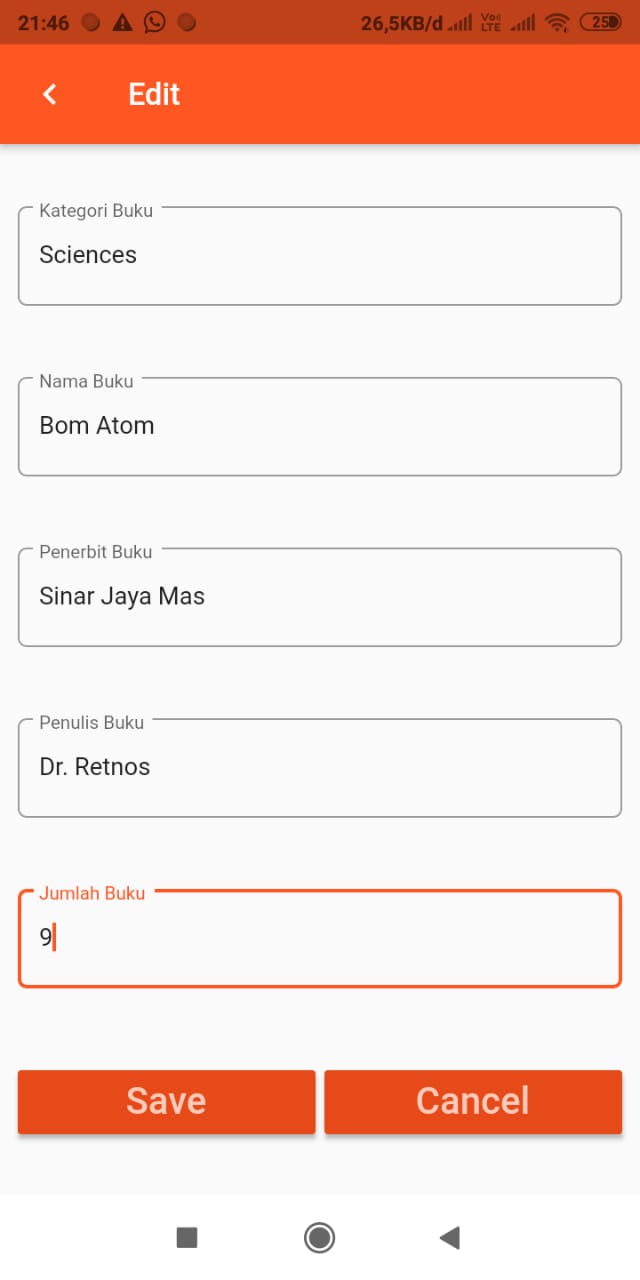 21:46 26,5KB/d Vo LTE 25
Edit
Kategori Buku
Sciences
Nama Buku
Bom Atom
Penerbit Buku
Sinar Jaya Mas
Penulis Buku
Dr. Retnos
Jumlah Buku
9
Save Cancel